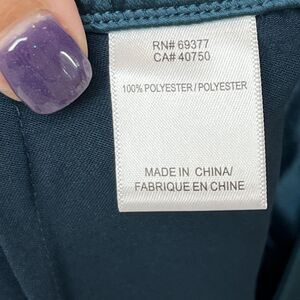 RN# 69377
CA# 40750
100% POLYESTER / POLYESTER
MADE IN CHINA/
FABRIQUE EN CHINE